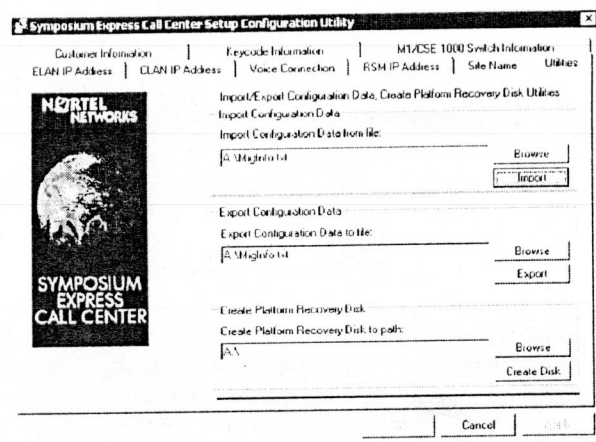 Symposium Express Call Center Setup Configuration Utility
Customer Information
Keycode Information
M1/CSE 1000 Switch Information
ELAN IP Address
CLAN IP Address
Voice Connection
RSM IP Address
Site Name
Utilities
NØRTEL
NETWORKS
SYMPOSIUM
EXPRESS
CALL CENTER
Import/Export Configuration Data, Create Platform Recovery Disk Utilities
Import Configuration Data
Import Configuration Data from file:
A:\MigInfo.txt
Browse
Import
Export Configuration Data
Export Configuration Data to file:
A:\MigInfo.txt
Browse
Export
Create Platform Recovery Disk
Create Platform Recovery Disk to path:
A:\
Browse
Create Disk
Cancel